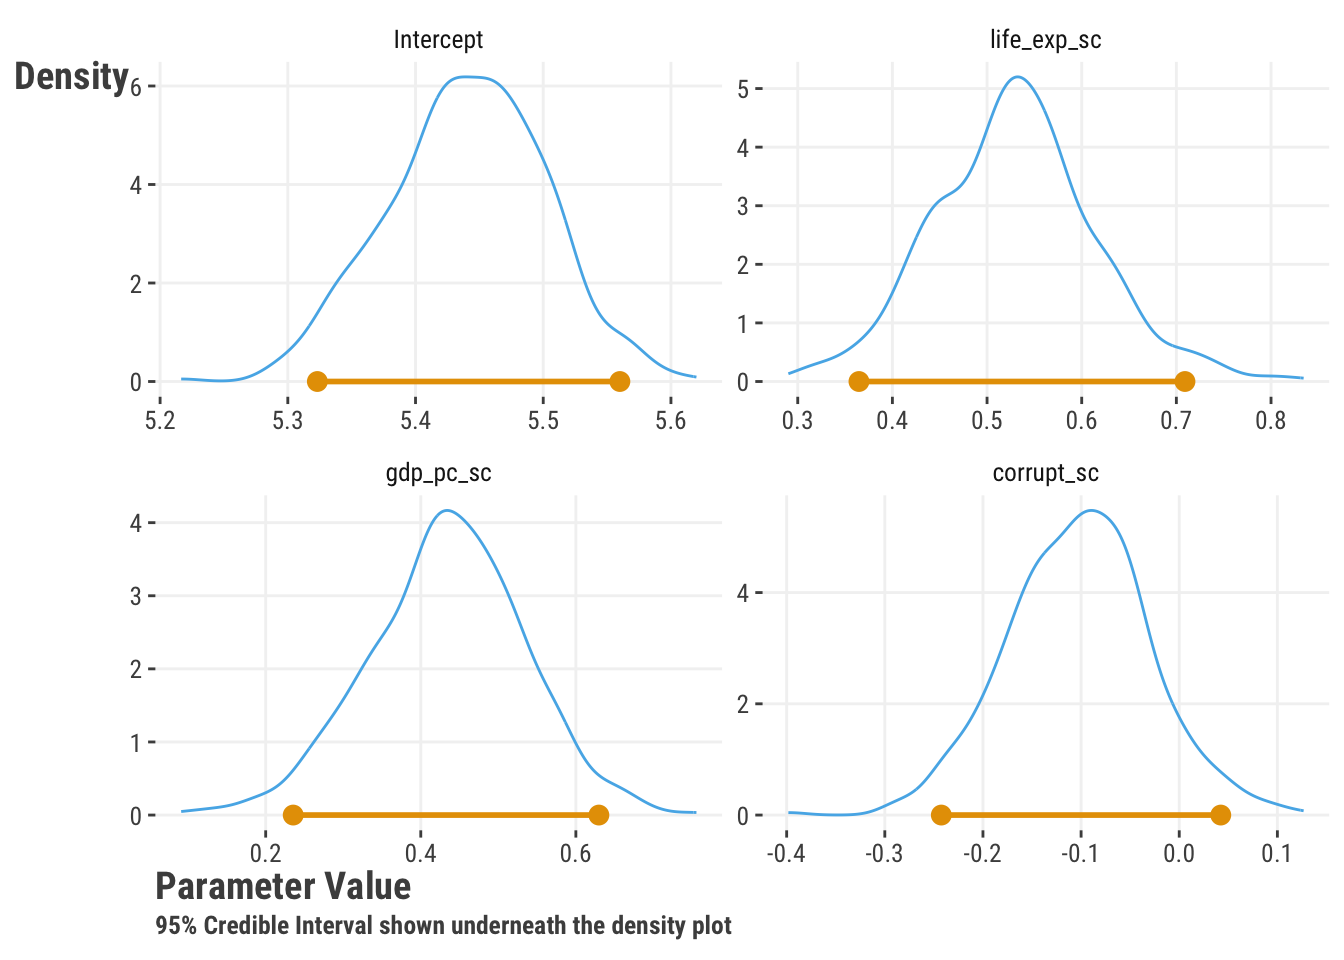 Intercept
life_exp_sc
Density
6
4
2
0
5.2 5.3 5.4 5.5 5.6
5
4
3
2
1
0
0.3 0.4 0.5 0.6 0.7 0.8
gdp_pc_sc
corrupt_sc
4
3
2
1
0
0.2 0.4 0.6
4
2
0
-0.4 -0.3 -0.2 -0.1 0.0 0.1
Parameter Value
95% Credible Interval shown underneath the density plot